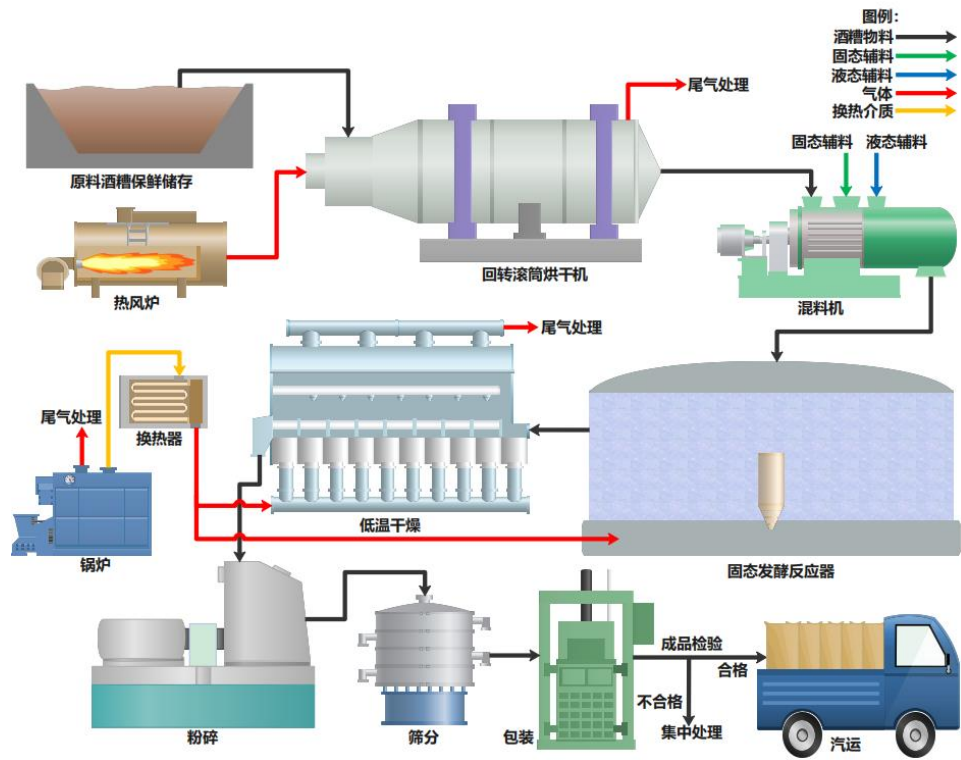 图例：
酒糟物料
固态辅料
液态辅料
气体
换热介质
尾气处理
固态辅料
液态辅料
原料酒糟保鲜储存
回转滚筒烘干机
热风炉
混料机
尾气处理
尾气处理
换热器
低温干燥
锅炉
固态发酵反应器
成品检验
合格
不合格
集中处理
粉碎
筛分
包装
汽运